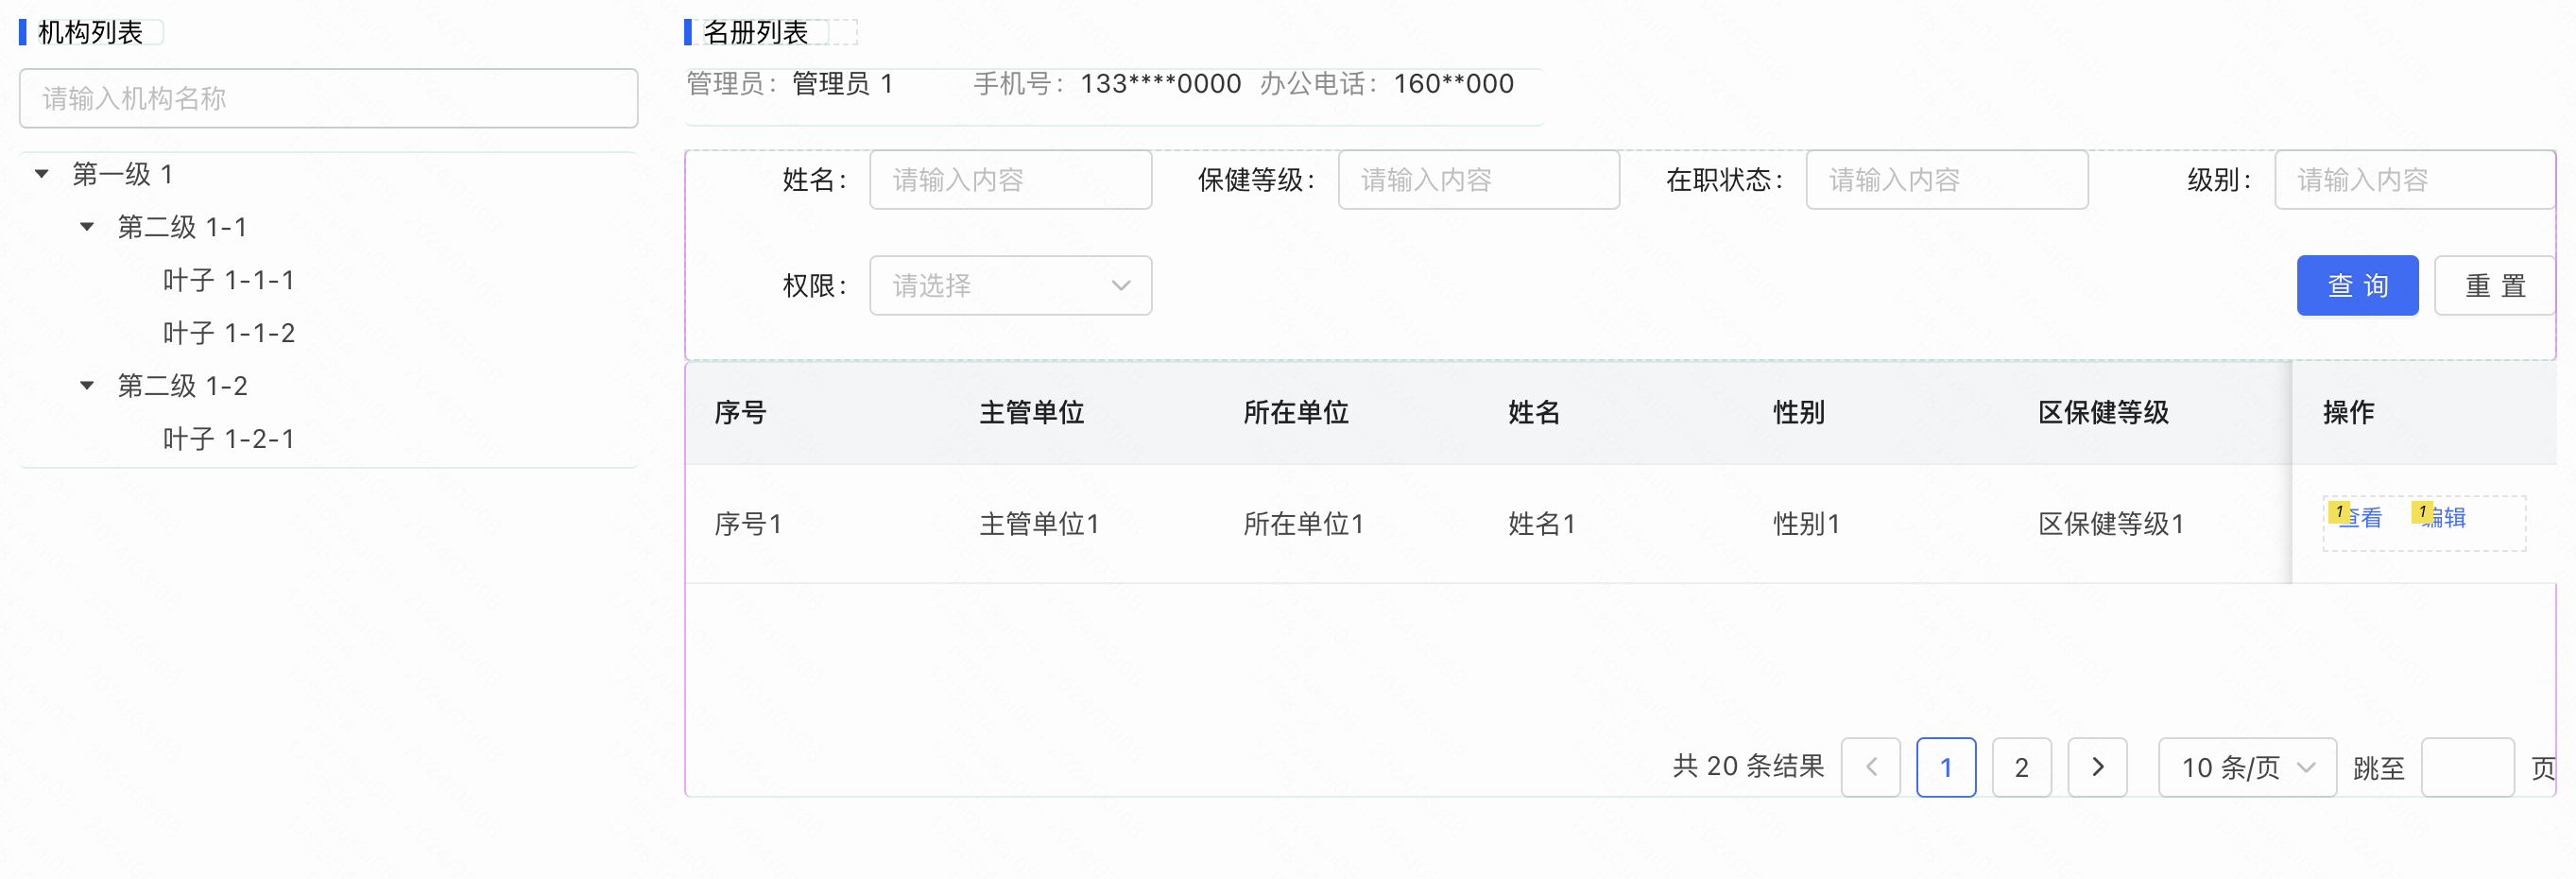 机构列表
请输入机构名称
第一级 1
第二级 1-1
叶子 1-1-1
叶子 1-1-2
第二级 1-2
叶子 1-2-1
名册列表
管理员: 管理员 1 手机号: 133****0000 办公电话: 160**000
姓名: 请输入内容 保健等级: 请输入内容 在职状态: 请输入内容 级别: 请输入内容
权限: 请选择 查 询 重 置
序号 主管单位 所在单位 姓名 性别 区保健等级 操作
序号1 主管单位1 所在单位1 姓名1 性别1 区保健等级1 1 查看 1 编辑
共 20 条结果 1 2 10 条/页 跳至 页